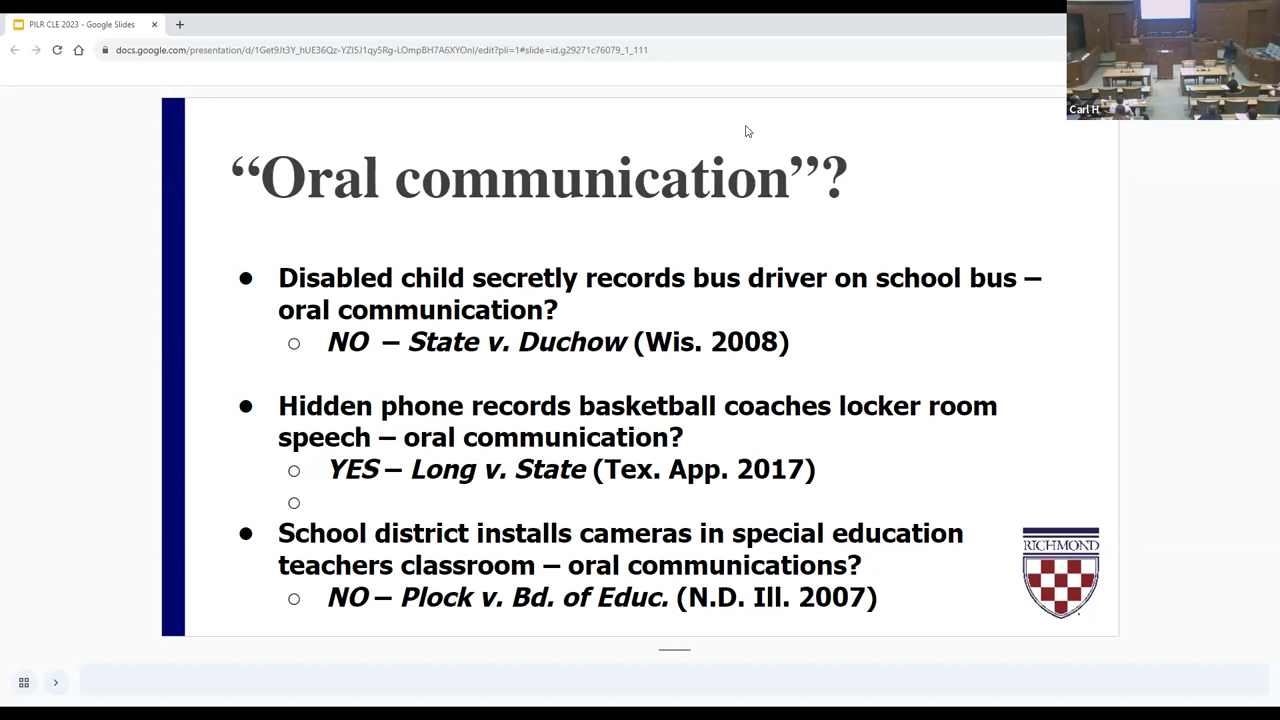 PILR CLE 2023 - Google Slides
docs.google.com/presentation/d/1Get9Jt3Y_hUE36Qz-YZl5J1qy5Rg-LOmpBH7A6XYOnI/edit?pli=1#slide=id.g29271c76079_1_111
Carl H
“Oral communication”?
● Disabled child secretly records bus driver on school bus –
oral communication?
○ NO – State v. Duchow (Wis. 2008)
● Hidden phone records basketball coaches locker room
speech – oral communication?
○ YES – Long v. State (Tex. App. 2017)
○
● School district installs cameras in special education
teachers classroom – oral communications?
○ NO – Plock v. Bd. of Educ. (N.D. Ill. 2007)
RICHMOND